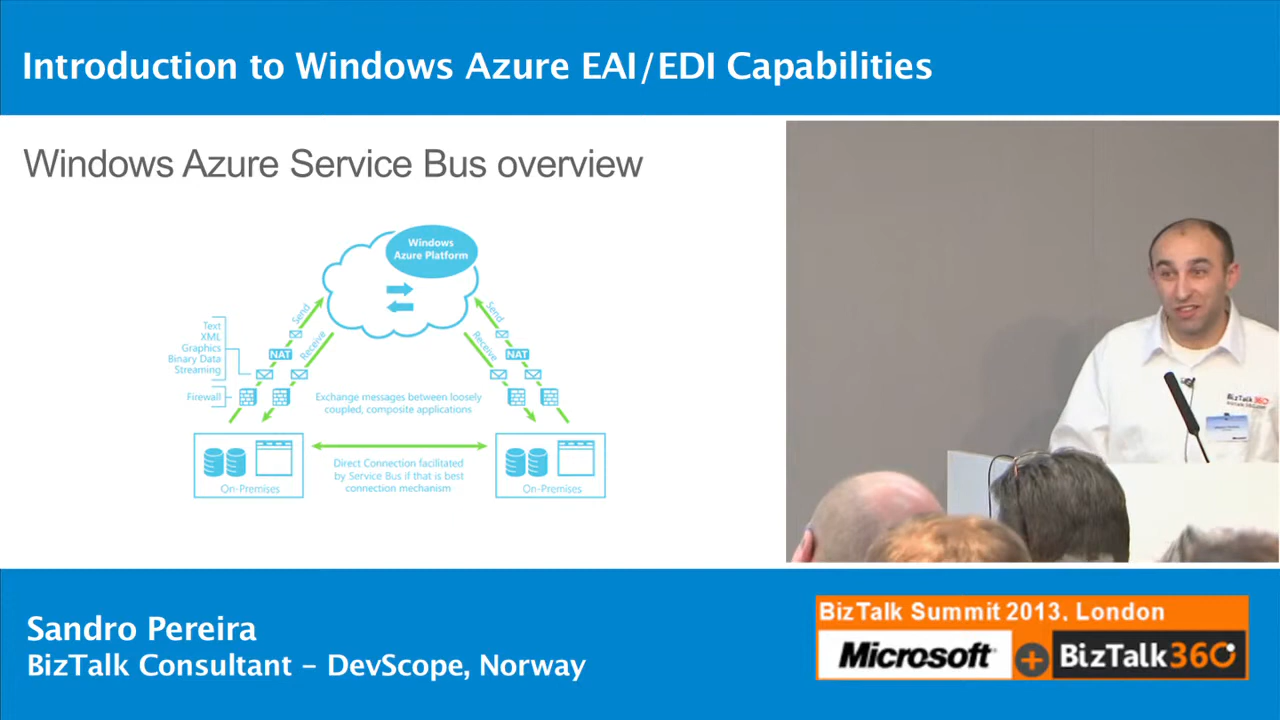 Introduction to Windows Azure EAI/EDI Capabilities
Windows Azure Service Bus overview
Windows
Azure Platform
Send
Send
Receive
Receive
Text
XML
Graphics
Binary Data
Streaming
NAT
NAT
Firewall
Exchange messages between loosely
coupled, composite applications
Direct Connection facilitated
by Service Bus if that is best
connection mechanism
On-Premises
On-Premises
BizTalk360
Sandro Pereira
BizTalk Consultant - DevScope, Norway
BizTalk Summit 2013, London
Microsoft + BizTalk360